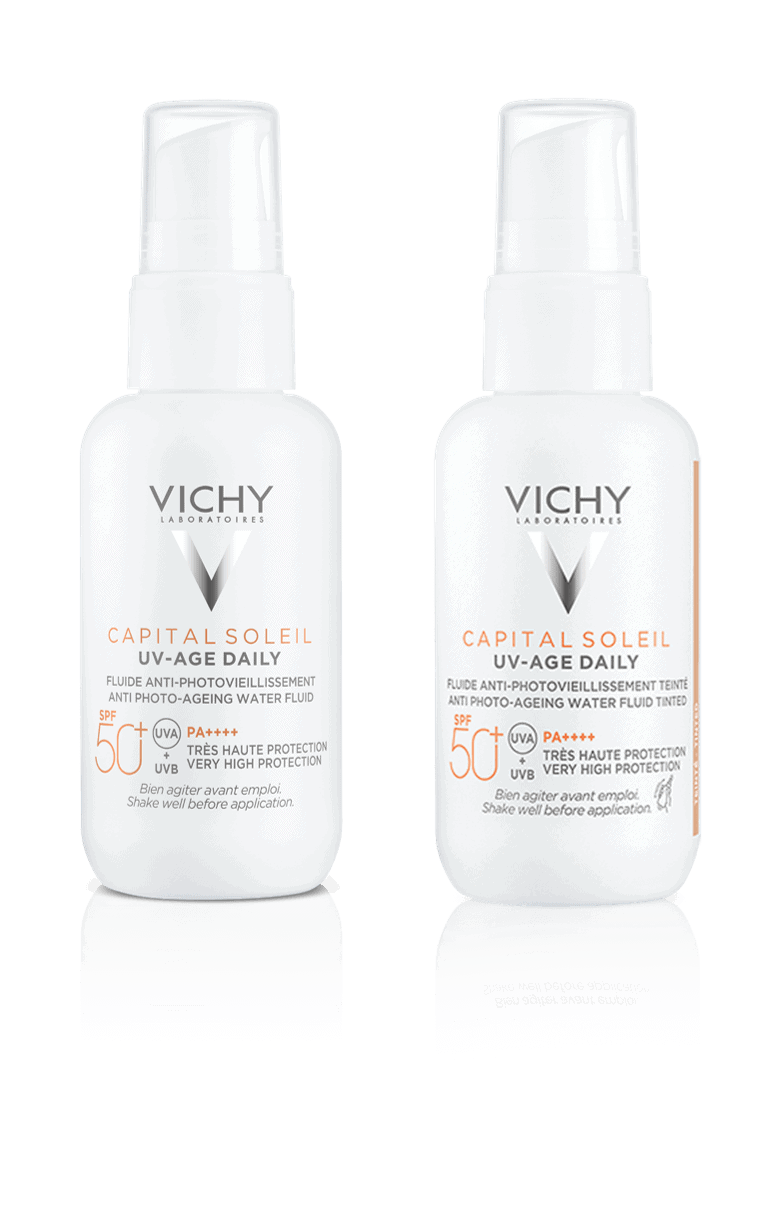 VICHY
LABORATOIRES
CAPITAL SOLEIL
UV-AGE DAILY
FLUIDE ANTI-PHOTOVIEILLISSEMENT
ANTI PHOTO-AGEING WATER FLUID
SPF
50+
UVA
+
UVB
PA++++
TRÈS HAUTE PROTECTION
VERY HIGH PROTECTION
Bien agiter avant emploi.
Shake well before application.
VICHY
LABORATOIRES
CAPITAL SOLEIL
UV-AGE DAILY
FLUIDE ANTI-PHOTOVIEILLISSEMENT TEINTÉ
ANTI PHOTO-AGEING WATER FLUID TINTED
SPF
50+
UVA
+
UVB
PA++++
TRÈS HAUTE PROTECTION
VERY HIGH PROTECTION
Bien agiter avant emploi.
Shake well before application.
TEINTÉ - TINTED